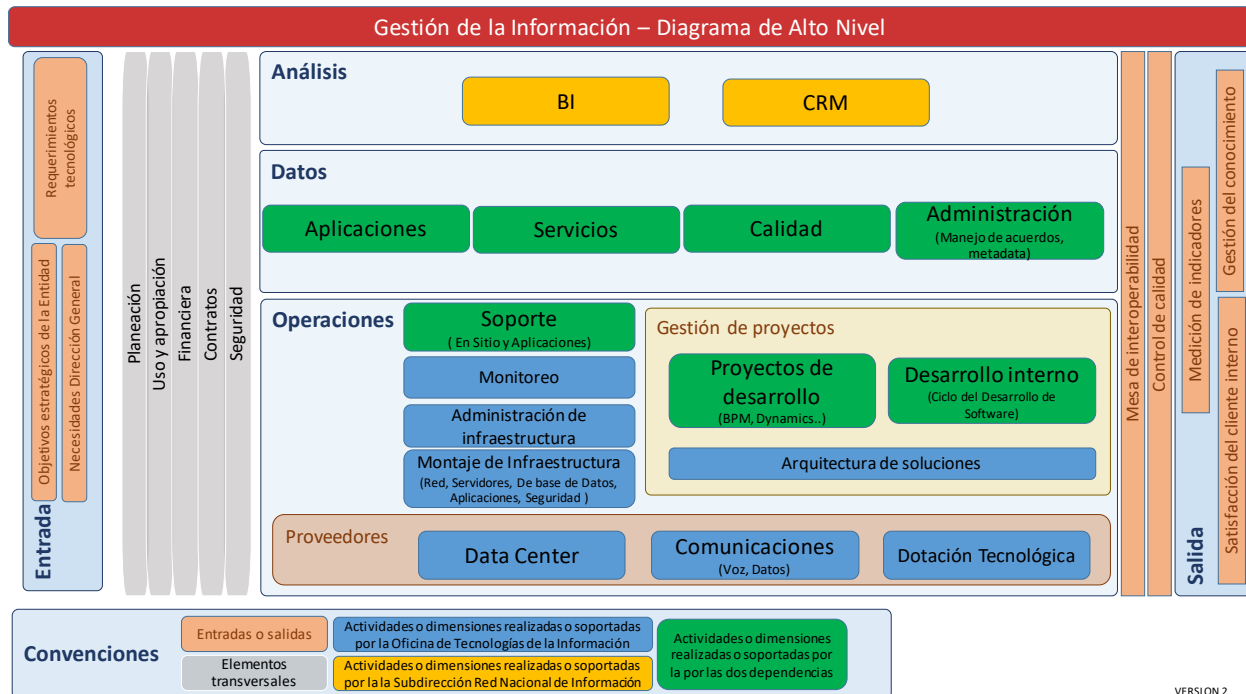 Gestión de la Información – Diagrama de Alto Nivel
Requerimientos
tecnológicos
Objetivos estratégicos de la Entidad
Necesidades Dirección General
Entrada
Planeación
Uso y apropiación
Financiera
Contratos
Seguridad
Análisis
BI
CRM
Datos
Aplicaciones
Servicios
Calidad
Administración
(Manejo de acuerdos,
metadata)
Operaciones
Soporte
( En Sitio y Aplicaciones)
Monitoreo
Administración de
infraestructura
Montaje de Infraestructura
(Red, Servidores, De base de Datos,
Aplicaciones, Seguridad )
Gestión de proyectos
Proyectos de
desarrollo
(BPM, Dynamics..)
Desarrollo interno
(Ciclo del Desarrollo de
Software)
Arquitectura de soluciones
Proveedores
Data Center
Comunicaciones
(Voz, Datos)
Dotación Tecnológica
Mesa de interoperabilidad
Control de calidad
Salida
Medición de indicadores
Gestión del conocimiento
Satisfacción del cliente interno
Convenciones
Entradas o salidas
Elementos
transversales
Actividades o dimensiones realizadas o soportadas
por la Oficina de Tecnologías de la Información
Actividades o dimensiones realizadas o soportadas
por la la Subdirección Red Nacional de Información
Actividades o dimensiones
realizadas o soportadas por
la por las dos dependencias
VERSION 2